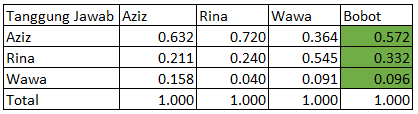 Tanggung Jawab Aziz Rina Wawa Bobot
Aziz 0.632 0.720 0.364 0.572
Rina 0.211 0.240 0.545 0.332
Wawa 0.158 0.040 0.091 0.096
Total 1.000 1.000 1.000 1.000